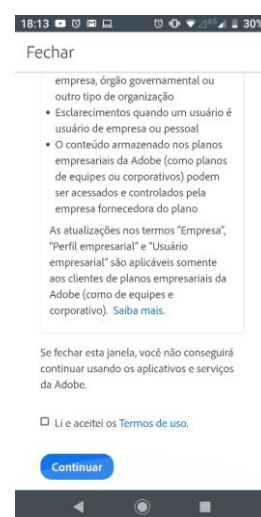 18:13 4G 30%
Fechar
empresa, órgão governamental ou
outro tipo de organização
• Esclarecimentos quando um usuário é
usuário de empresa ou pessoal
• O conteúdo armazenado nos planos
empresariais da Adobe (como planos
de equipes ou corporativos) podem
ser acessados e controlados pela
empresa fornecedora do plano
As atualizações nos termos "Empresa",
"Perfil empresarial" e "Usuário
empresarial" são aplicáveis somente
aos clientes de planos empresariais da
Adobe (como de equipes e
corporativo). Saiba mais.
Se fechar esta janela, você não conseguirá
continuar usando os aplicativos e serviços
da Adobe.
Li e aceitei os Termos de uso.
Continuar